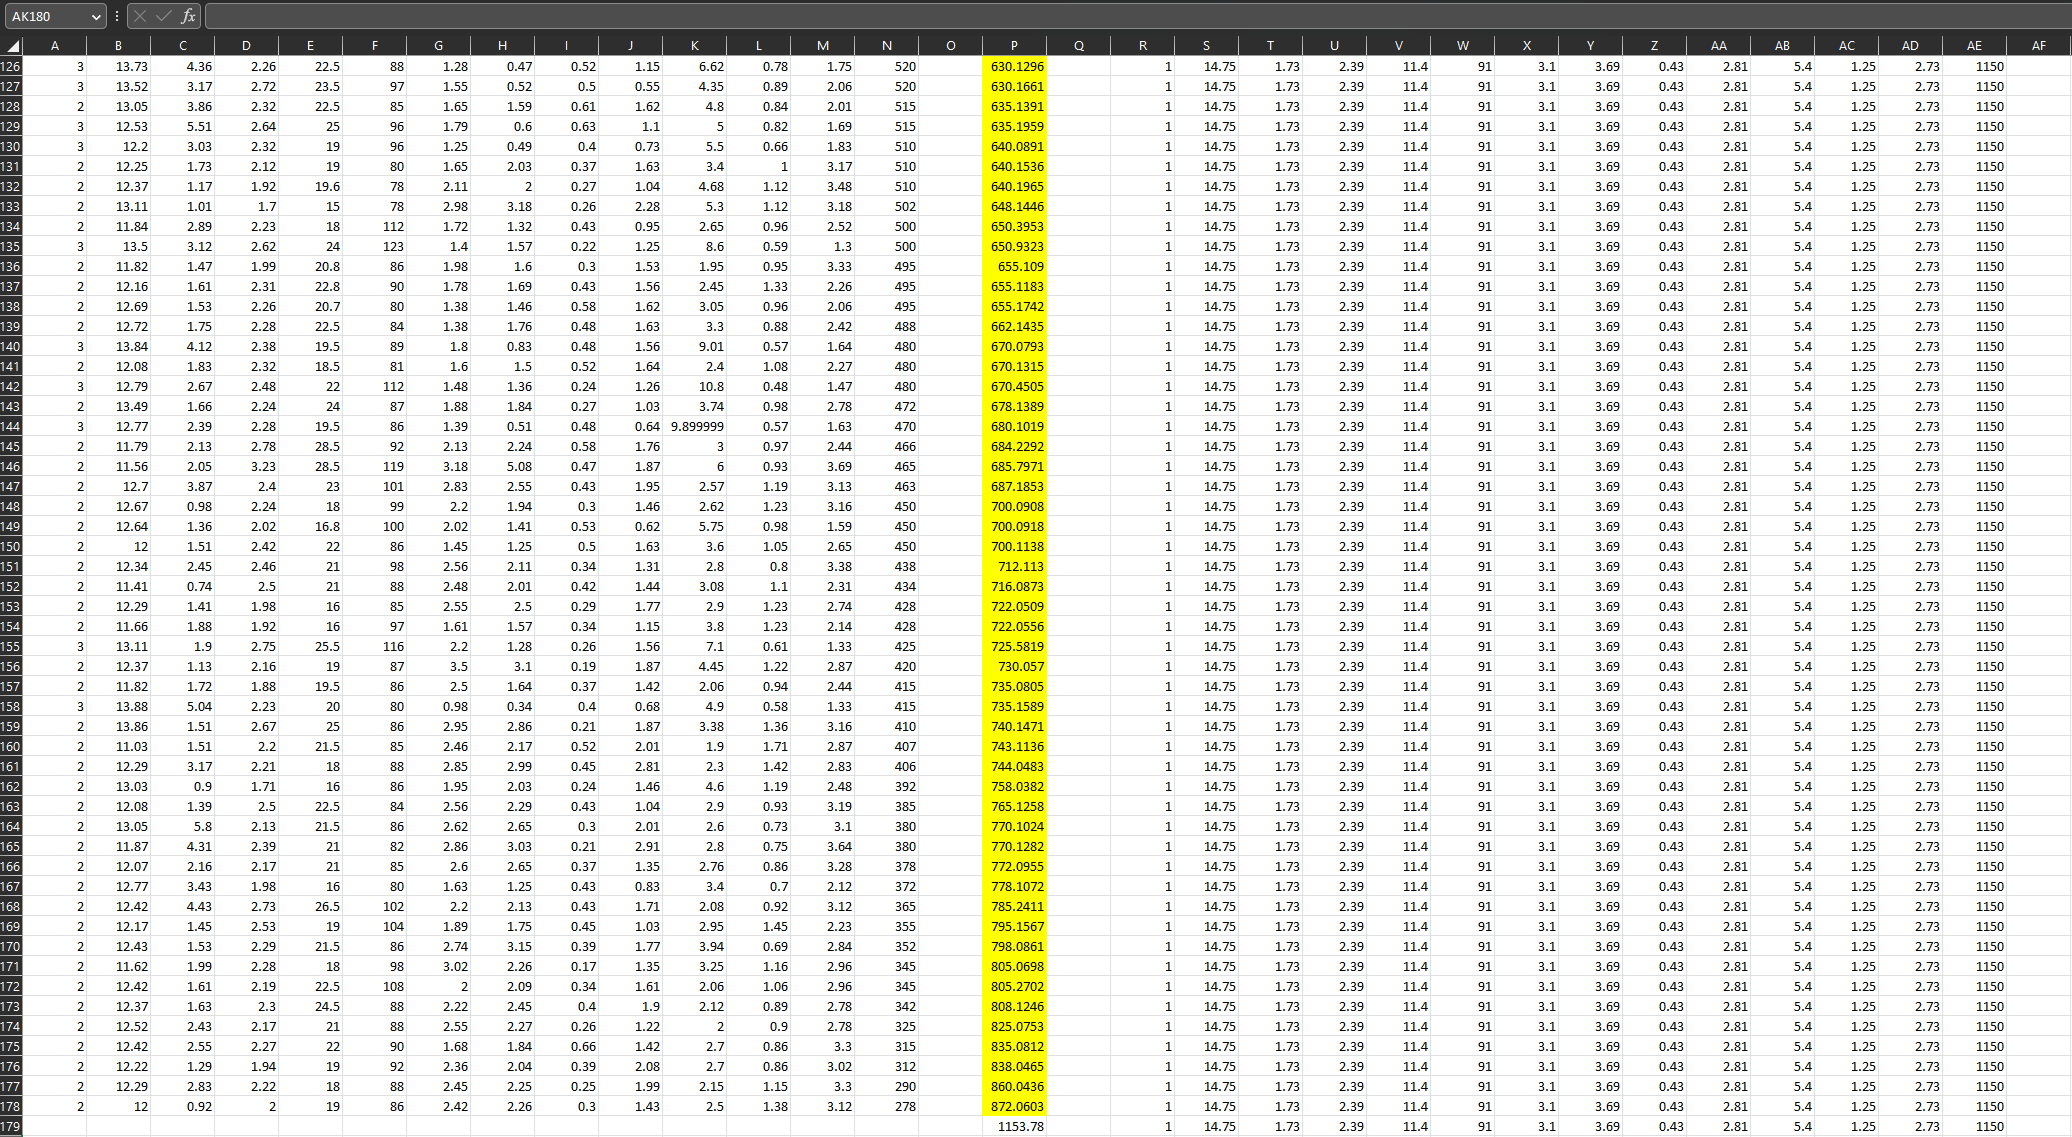 AK180 fx
A B C D E F G H I J K L M N O P Q R S T U V W X Y Z AA AB AC AD AE AF
126 3 13.73 4.36 2.26 22.5 88 1.28 0.47 0.52 1.15 6.62 0.78 1.75 520 630.1296 1 14.75 1.73 2.39 11.4 91 3.1 3.69 0.43 2.81 5.4 1.25 2.73 1150
127 3 13.52 3.17 2.72 23.5 97 1.55 0.52 0.5 0.55 4.35 0.89 2.06 520 630.1661 1 14.75 1.73 2.39 11.4 91 3.1 3.69 0.43 2.81 5.4 1.25 2.73 1150
128 2 13.05 3.86 2.32 22.5 85 1.65 1.59 0.61 1.62 4.8 0.84 2.01 515 635.1391 1 14.75 1.73 2.39 11.4 91 3.1 3.69 0.43 2.81 5.4 1.25 2.73 1150
129 3 12.53 5.51 2.64 25 96 1.79 0.6 0.63 1.1 5 0.82 1.69 515 635.1959 1 14.75 1.73 2.39 11.4 91 3.1 3.69 0.43 2.81 5.4 1.25 2.73 1150
130 3 12.2 3.03 2.32 19 96 1.25 0.49 0.4 0.73 5.5 0.66 1.83 510 640.0891 1 14.75 1.73 2.39 11.4 91 3.1 3.69 0.43 2.81 5.4 1.25 2.73 1150
131 2 12.25 1.73 2.12 19 80 1.65 2.03 0.37 1.63 3.4 1 3.17 510 640.1536 1 14.75 1.73 2.39 11.4 91 3.1 3.69 0.43 2.81 5.4 1.25 2.73 1150
132 2 12.37 1.17 1.92 19.6 78 2.11 2 0.27 1.04 4.68 1.12 3.48 510 640.1965 1 14.75 1.73 2.39 11.4 91 3.1 3.69 0.43 2.81 5.4 1.25 2.73 1150
133 2 13.11 1.01 1.7 15 78 2.98 3.18 0.26 2.28 5.3 1.12 3.18 502 648.1446 1 14.75 1.73 2.39 11.4 91 3.1 3.69 0.43 2.81 5.4 1.25 2.73 1150
134 2 11.84 2.89 2.23 18 112 1.72 1.32 0.43 0.95 2.65 0.96 2.52 500 650.3953 1 14.75 1.73 2.39 11.4 91 3.1 3.69 0.43 2.81 5.4 1.25 2.73 1150
135 3 13.5 3.12 2.62 24 123 1.4 1.57 0.22 1.25 8.6 0.59 1.3 500 650.9323 1 14.75 1.73 2.39 11.4 91 3.1 3.69 0.43 2.81 5.4 1.25 2.73 1150
136 2 11.82 1.47 1.99 20.8 86 1.98 1.6 0.3 1.53 1.95 0.95 3.33 495 655.109 1 14.75 1.73 2.39 11.4 91 3.1 3.69 0.43 2.81 5.4 1.25 2.73 1150
137 2 12.16 1.61 2.31 22.8 90 1.78 1.69 0.43 1.56 2.45 1.33 2.26 495 655.1183 1 14.75 1.73 2.39 11.4 91 3.1 3.69 0.43 2.81 5.4 1.25 2.73 1150
138 2 12.69 1.53 2.26 20.7 80 1.38 1.46 0.58 1.62 3.05 0.96 2.06 495 655.1742 1 14.75 1.73 2.39 11.4 91 3.1 3.69 0.43 2.81 5.4 1.25 2.73 1150
139 2 12.72 1.75 2.28 22.5 84 1.38 1.76 0.48 1.63 3.3 0.88 2.42 488 662.1435 1 14.75 1.73 2.39 11.4 91 3.1 3.69 0.43 2.81 5.4 1.25 2.73 1150
140 3 13.84 4.12 2.38 19.5 89 1.8 0.83 0.48 1.56 9.01 0.57 1.64 480 670.0793 1 14.75 1.73 2.39 11.4 91 3.1 3.69 0.43 2.81 5.4 1.25 2.73 1150
141 2 12.08 1.83 2.32 18.5 81 1.6 1.5 0.52 1.64 2.4 1.08 2.27 480 670.1315 1 14.75 1.73 2.39 11.4 91 3.1 3.69 0.43 2.81 5.4 1.25 2.73 1150
142 3 12.79 2.67 2.48 22 112 1.48 1.36 0.24 1.26 10.8 0.48 1.47 480 670.4505 1 14.75 1.73 2.39 11.4 91 3.1 3.69 0.43 2.81 5.4 1.25 2.73 1150
143 2 13.49 1.66 2.24 24 87 1.88 1.84 0.27 1.03 3.74 0.98 2.78 472 678.1389 1 14.75 1.73 2.39 11.4 91 3.1 3.69 0.43 2.81 5.4 1.25 2.73 1150
144 3 12.77 2.39 2.28 19.5 86 1.39 0.51 0.48 0.64 9.899999 0.57 1.63 470 680.1019 1 14.75 1.73 2.39 11.4 91 3.1 3.69 0.43 2.81 5.4 1.25 2.73 1150
145 2 11.79 2.13 2.78 28.5 92 2.13 2.24 0.58 1.76 3 0.97 2.44 466 684.2292 1 14.75 1.73 2.39 11.4 91 3.1 3.69 0.43 2.81 5.4 1.25 2.73 1150
146 2 11.56 2.05 3.23 28.5 119 3.18 5.08 0.47 1.87 6 0.93 3.69 465 685.7971 1 14.75 1.73 2.39 11.4 91 3.1 3.69 0.43 2.81 5.4 1.25 2.73 1150
147 2 12.7 3.87 2.4 23 101 2.83 2.55 0.43 1.95 2.57 1.19 3.13 463 687.1853 1 14.75 1.73 2.39 11.4 91 3.1 3.69 0.43 2.81 5.4 1.25 2.73 1150
148 2 12.67 0.98 2.24 18 99 2.2 1.94 0.3 1.46 2.62 1.23 3.16 450 700.0908 1 14.75 1.73 2.39 11.4 91 3.1 3.69 0.43 2.81 5.4 1.25 2.73 1150
149 2 12.64 1.36 2.02 16.8 100 2.02 1.41 0.53 0.62 5.75 0.98 1.59 450 700.0918 1 14.75 1.73 2.39 11.4 91 3.1 3.69 0.43 2.81 5.4 1.25 2.73 1150
150 2 12 1.51 2.42 22 86 1.45 1.25 0.5 1.63 3.6 1.05 2.65 450 700.1138 1 14.75 1.73 2.39 11.4 91 3.1 3.69 0.43 2.81 5.4 1.25 2.73 1150
151 2 12.34 2.45 2.46 21 98 2.56 2.11 0.34 1.31 2.8 0.8 3.38 438 712.113 1 14.75 1.73 2.39 11.4 91 3.1 3.69 0.43 2.81 5.4 1.25 2.73 1150
152 2 11.41 0.74 2.5 21 88 2.48 2.01 0.42 1.44 3.08 1.1 2.31 434 716.0873 1 14.75 1.73 2.39 11.4 91 3.1 3.69 0.43 2.81 5.4 1.25 2.73 1150
153 2 12.29 1.41 1.98 16 85 2.55 2.5 0.29 1.77 2.9 1.23 2.74 428 722.0509 1 14.75 1.73 2.39 11.4 91 3.1 3.69 0.43 2.81 5.4 1.25 2.73 1150
154 2 11.66 1.88 1.92 16 97 1.61 1.57 0.34 1.15 3.8 1.23 2.14 428 722.0556 1 14.75 1.73 2.39 11.4 91 3.1 3.69 0.43 2.81 5.4 1.25 2.73 1150
155 3 13.11 1.9 2.75 25.5 116 2.2 1.28 0.26 1.56 7.1 0.61 1.33 425 725.5819 1 14.75 1.73 2.39 11.4 91 3.1 3.69 0.43 2.81 5.4 1.25 2.73 1150
156 2 12.37 1.13 2.16 19 87 3.5 3.1 0.19 1.87 4.45 1.22 2.87 420 730.057 1 14.75 1.73 2.39 11.4 91 3.1 3.69 0.43 2.81 5.4 1.25 2.73 1150
157 2 11.82 1.72 1.88 19.5 86 2.5 1.64 0.37 1.42 2.06 0.94 2.44 415 735.0805 1 14.75 1.73 2.39 11.4 91 3.1 3.69 0.43 2.81 5.4 1.25 2.73 1150
158 3 13.88 5.04 2.23 20 80 0.98 0.34 0.4 0.68 4.9 0.58 1.33 415 735.1589 1 14.75 1.73 2.39 11.4 91 3.1 3.69 0.43 2.81 5.4 1.25 2.73 1150
159 2 13.86 1.51 2.67 25 86 2.95 2.86 0.21 1.87 3.38 1.36 3.16 410 740.1471 1 14.75 1.73 2.39 11.4 91 3.1 3.69 0.43 2.81 5.4 1.25 2.73 1150
160 2 11.03 1.51 2.2 21.5 85 2.46 2.17 0.52 2.01 1.9 1.71 2.87 407 743.1136 1 14.75 1.73 2.39 11.4 91 3.1 3.69 0.43 2.81 5.4 1.25 2.73 1150
161 2 12.29 3.17 2.21 18 88 2.85 2.99 0.45 2.81 2.3 1.42 2.83 406 744.0483 1 14.75 1.73 2.39 11.4 91 3.1 3.69 0.43 2.81 5.4 1.25 2.73 1150
162 2 13.03 0.9 1.71 16 86 1.95 2.03 0.24 1.46 4.6 1.19 2.48 392 758.0382 1 14.75 1.73 2.39 11.4 91 3.1 3.69 0.43 2.81 5.4 1.25 2.73 1150
163 2 12.08 1.39 2.5 22.5 84 2.56 2.29 0.43 1.04 2.9 0.93 3.19 385 765.1258 1 14.75 1.73 2.39 11.4 91 3.1 3.69 0.43 2.81 5.4 1.25 2.73 1150
164 2 13.05 5.8 2.13 21.5 86 2.62 2.65 0.3 2.01 2.6 0.73 3.1 380 770.1024 1 14.75 1.73 2.39 11.4 91 3.1 3.69 0.43 2.81 5.4 1.25 2.73 1150
165 2 11.87 4.31 2.39 21 82 2.86 3.03 0.21 2.91 2.8 0.75 3.64 380 770.1282 1 14.75 1.73 2.39 11.4 91 3.1 3.69 0.43 2.81 5.4 1.25 2.73 1150
166 2 12.07 2.16 2.17 21 85 2.6 2.65 0.37 1.35 2.76 0.86 3.28 378 772.0955 1 14.75 1.73 2.39 11.4 91 3.1 3.69 0.43 2.81 5.4 1.25 2.73 1150
167 2 12.77 3.43 1.98 16 80 1.63 1.25 0.43 0.83 3.4 0.7 2.12 372 778.1072 1 14.75 1.73 2.39 11.4 91 3.1 3.69 0.43 2.81 5.4 1.25 2.73 1150
168 2 12.42 4.43 2.73 26.5 102 2.2 2.13 0.43 1.71 2.08 0.92 3.12 365 785.2411 1 14.75 1.73 2.39 11.4 91 3.1 3.69 0.43 2.81 5.4 1.25 2.73 1150
169 2 12.17 1.45 2.53 19 104 1.89 1.75 0.45 1.03 2.95 1.45 2.23 355 795.1567 1 14.75 1.73 2.39 11.4 91 3.1 3.69 0.43 2.81 5.4 1.25 2.73 1150
170 2 12.43 1.53 2.29 21.5 86 2.74 3.15 0.39 1.77 3.94 0.69 2.84 352 798.0861 1 14.75 1.73 2.39 11.4 91 3.1 3.69 0.43 2.81 5.4 1.25 2.73 1150
171 2 11.62 1.99 2.28 18 98 3.02 2.26 0.17 1.35 3.25 1.16 2.96 345 805.0698 1 14.75 1.73 2.39 11.4 91 3.1 3.69 0.43 2.81 5.4 1.25 2.73 1150
172 2 12.42 1.61 2.19 22.5 108 2 2.09 0.34 1.61 2.06 1.06 2.96 345 805.2702 1 14.75 1.73 2.39 11.4 91 3.1 3.69 0.43 2.81 5.4 1.25 2.73 1150
173 2 12.37 1.63 2.3 24.5 88 2.22 2.45 0.4 1.9 2.12 0.89 2.78 342 808.1246 1 14.75 1.73 2.39 11.4 91 3.1 3.69 0.43 2.81 5.4 1.25 2.73 1150
174 2 12.52 2.43 2.17 21 88 2.55 2.27 0.26 1.22 2 0.9 2.78 325 825.0753 1 14.75 1.73 2.39 11.4 91 3.1 3.69 0.43 2.81 5.4 1.25 2.73 1150
175 2 12.42 2.55 2.27 22 90 1.68 1.84 0.66 1.42 2.7 0.86 3.3 315 835.0812 1 14.75 1.73 2.39 11.4 91 3.1 3.69 0.43 2.81 5.4 1.25 2.73 1150
176 2 12.22 1.29 1.94 19 92 2.36 2.04 0.39 2.08 2.7 0.86 3.02 312 838.0465 1 14.75 1.73 2.39 11.4 91 3.1 3.69 0.43 2.81 5.4 1.25 2.73 1150
177 2 12.29 2.83 2.22 18 88 2.45 2.25 0.25 1.99 2.15 1.15 3.3 290 860.0436 1 14.75 1.73 2.39 11.4 91 3.1 3.69 0.43 2.81 5.4 1.25 2.73 1150
178 2 12 0.92 2 19 86 2.42 2.26 0.3 1.43 2.5 1.38 3.12 278 872.0603 1 14.75 1.73 2.39 11.4 91 3.1 3.69 0.43 2.81 5.4 1.25 2.73 1150
179 1153.78 1 14.75 1.73 2.39 11.4 91 3.1 3.69 0.43 2.81 5.4 1.25 2.73 1150